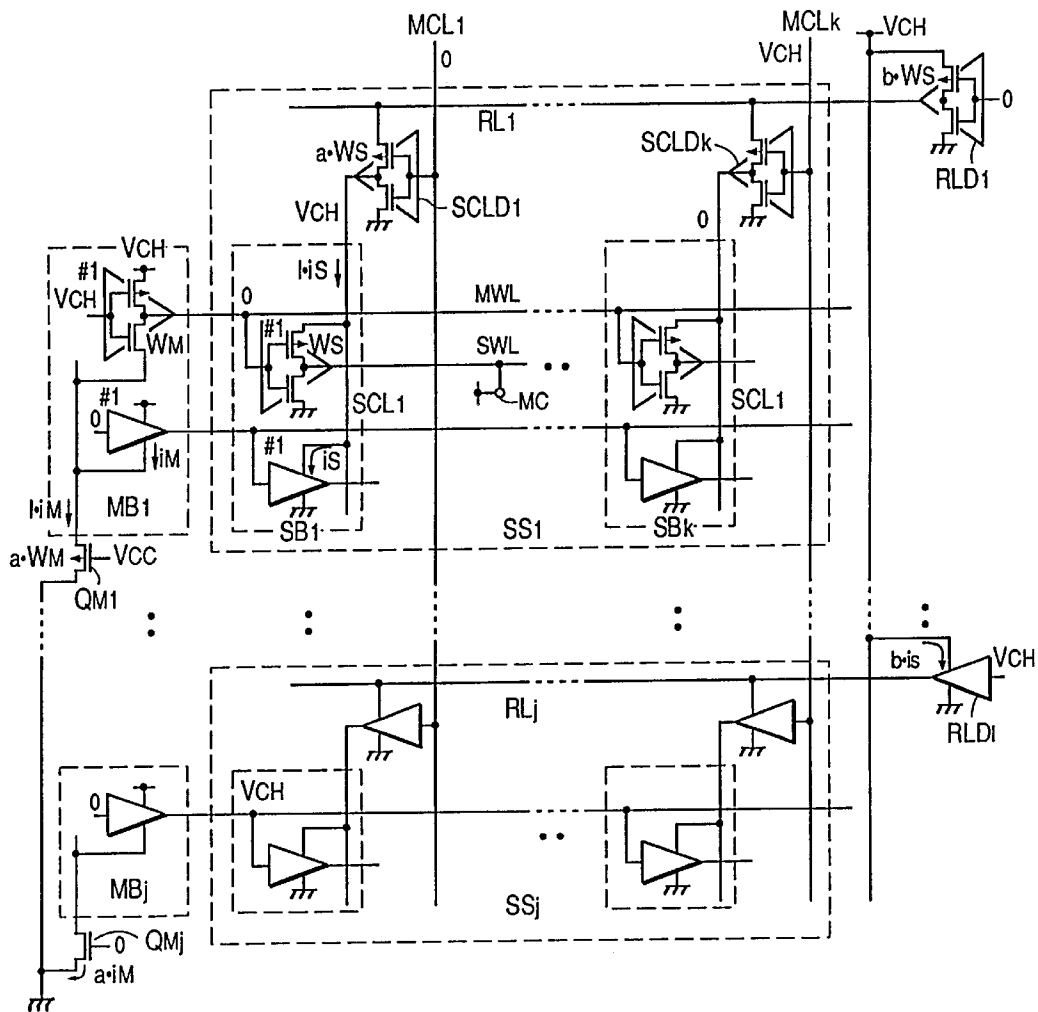 MCL1
MCLk
VCH
0
VCH
b•WS
0
RL1
a•WS
SCLDk
RLD1
SCLD1
VCH
0
VCH
#1
l•iS
VCH
0
MWL
WM
#1
WS
SWL
MC
SCL1
SCL1
#1
0
#1
iS
iM
l•iM
MB1
SB1
SS1
SBk
a•WM
VCC
QM1
b•is
VCH
RLj
RLDl
VCH
0
MBj
SSj
QMj
0
a•iM